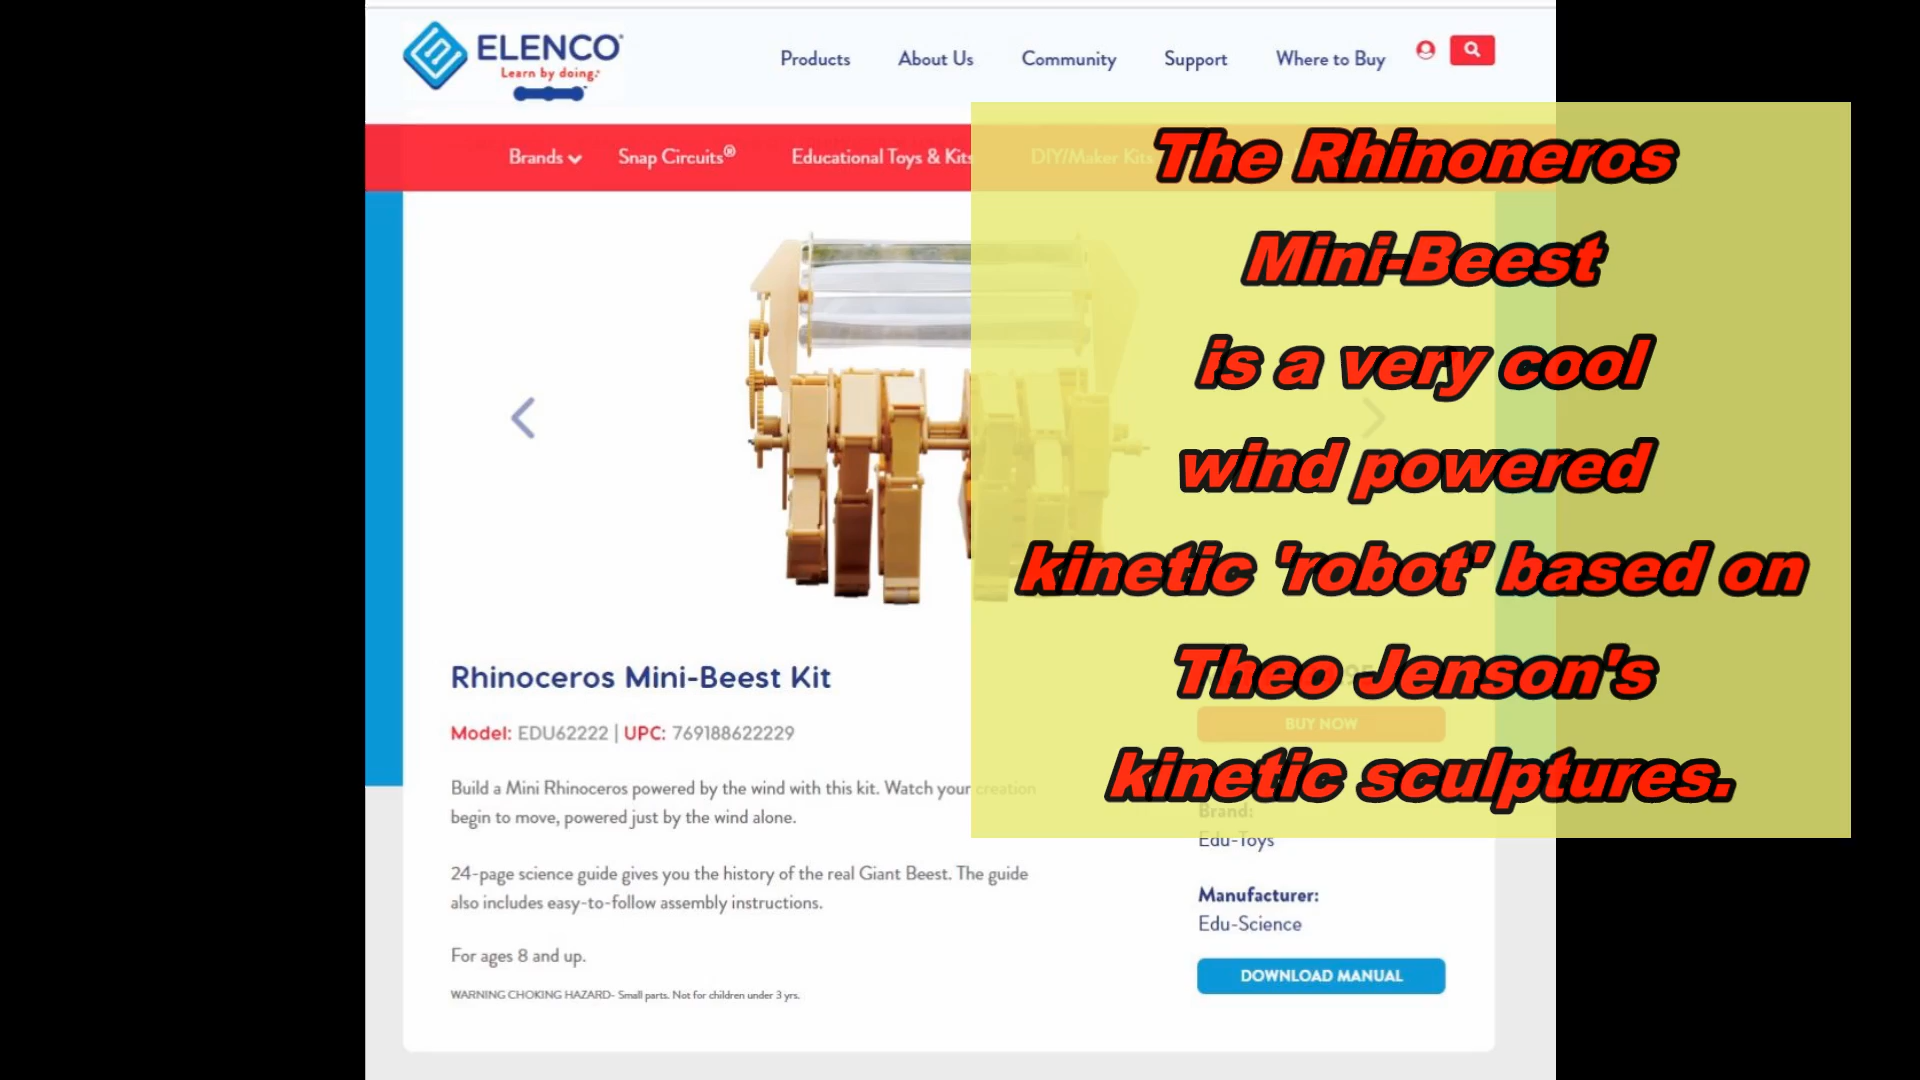 ELENCO®
Learn by doing.®
Products About Us Community Support Where to Buy
Brands Snap Circuits® Educational Toys & Kits DIY/Maker Kits
The Rhinoneros
Mini-Beest
is a very cool
wind powered
kinetic 'robot' based on
Theo Jenson's
kinetic sculptures.
Rhinoceros Mini-Beest Kit
Model: EDU62222 | UPC: 769188622229
BUY NOW
Build a Mini Rhinoceros powered by the wind with this kit. Watch your creation
begin to move, powered just by the wind alone.
24-page science guide gives you the history of the real Giant Beest. The guide
also includes easy-to-follow assembly instructions.
For ages 8 and up.
WARNING CHOKING HAZARD- Small parts. Not for children under 3 yrs.
Brand:
Edu-Toys
Manufacturer:
Edu-Science
DOWNLOAD MANUAL